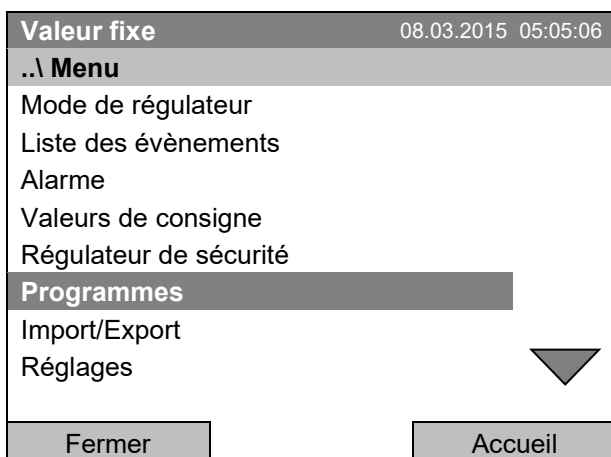 Valeur fixe 08.03.2015 05:05:06
..\ Menu
Mode de régulateur
Liste des évènements
Alarme
Valeurs de consigne
Régulateur de sécurité
Programmes
Import/Export
Réglages
Fermer Accueil